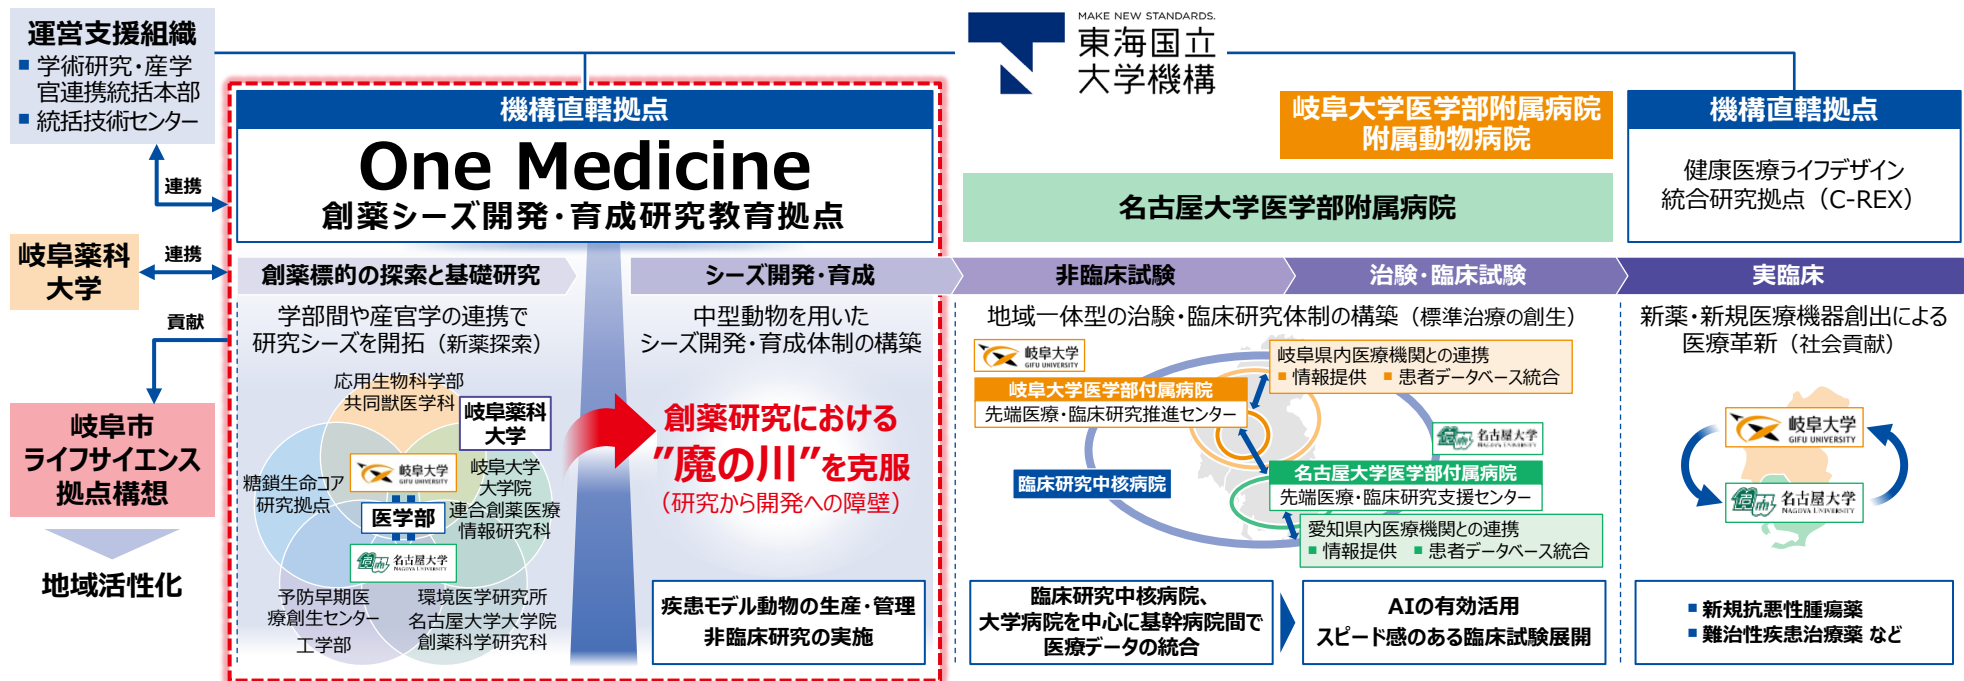 運営支援組織
■ 学術研究・産学
官連携統括本部
■ 統括技術センター
連携
岐阜薬科
大学
連携
貢献
岐阜市
ライフサイエンス
拠点構想
地域活性化
MAKE NEW STANDARDS.
東海国立
大学機構
機構直轄拠点
One Medicine
創薬シーズ開発・育成研究教育拠点
岐阜大学医学部附属病院
附属動物病院
名古屋大学医学部附属病院
機構直轄拠点
健康医療ライフデザイン
統合研究拠点（C-REX）
創薬標的の探索と基礎研究
シーズ開発・育成
非臨床試験
治験・臨床試験
実臨床
学部間や産官学の連携で
研究シーズを開拓（新薬探索）
応用生物科学部
共同獣医学科
岐阜薬科
大学
岐阜大学
GIFU UNIVERSITY
糖鎖生命コア
研究拠点
岐阜大学
大学院
連合創薬医療
情報研究科
医学部
名古屋大学
NAGOYA UNIVERSITY
予防早期医
療創生センター
工学部
環境医学研究所
名古屋大学大学院
創薬科学研究科
中型動物を用いた
シーズ開発・育成体制の構築
創薬研究における
”魔の川”を克服
（研究から開発への障壁）
疾患モデル動物の生産・管理
非臨床研究の実施
地域一体型の治験・臨床研究体制の構築（標準治療の創生）
岐阜大学
GIFU UNIVERSITY
岐阜大学医学部付属病院
先端医療・臨床研究推進センター
岐阜県内医療機関との連携
■ 情報提供 ■ 患者データベース統合
名古屋大学
NAGOYA UNIVERSITY
臨床研究中核病院
名古屋大学医学部付属病院
先端医療・臨床研究支援センター
愛知県内医療機関との連携
■ 情報提供 ■ 患者データベース統合
臨床研究中核病院、
大学病院を中心に基幹病院間で
医療データの統合
AIの有効活用
スピード感のある臨床試験展開
新薬・新規医療機器創出による
医療革新（社会貢献）
岐阜大学
GIFU UNIVERSITY
名古屋大学
NAGOYA UNIVERSITY
■ 新規抗悪性腫瘍薬
■ 難治性疾患治療薬 など